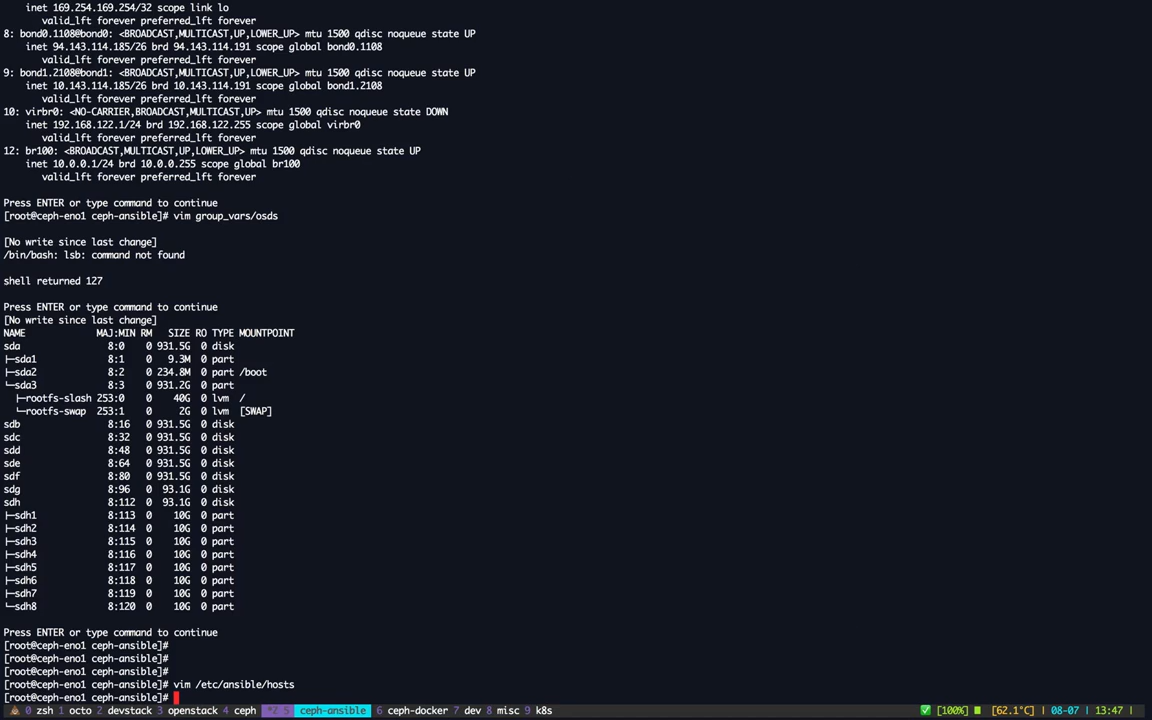 inet 169.254.169.254/32 scope link lo
valid_lft forever preferred_lft forever
8: bond0.1108@bond0: <BROADCAST,MULTICAST,UP,LOWER_UP> mtu 1500 qdisc noqueue state UP
inet 94.143.114.185/26 brd 94.143.114.191 scope global bond0.1108
valid_lft forever preferred_lft forever
9: bond1.2108@bond1: <BROADCAST,MULTICAST,UP,LOWER_UP> mtu 1500 qdisc noqueue state UP
inet 10.143.114.185/26 brd 10.143.114.191 scope global bond1.2108
valid_lft forever preferred_lft forever
10: virbr0: <NO-CARRIER,BROADCAST,MULTICAST,UP> mtu 1500 qdisc noqueue state DOWN
inet 192.168.122.1/24 brd 192.168.122.255 scope global virbr0
valid_lft forever preferred_lft forever
12: br100: <BROADCAST,MULTICAST,UP,LOWER_UP> mtu 1500 qdisc noqueue state UP
inet 10.0.0.1/24 brd 10.0.0.255 scope global br100
valid_lft forever preferred_lft forever
Press ENTER or type command to continue
[root@ceph-eno1 ceph-ansible]# vim group_vars/osds
[No write since last change]
/bin/bash: lsb: command not found
shell returned 127
Press ENTER or type command to continue
[No write since last change]
NAME MAJ:MIN RM SIZE RO TYPE MOUNTPOINT
sda 8:0 0 931.5G 0 disk
├─sda1 8:1 0 9.3M 0 part
├─sda2 8:2 0 234.8M 0 part /boot
└─sda3 8:3 0 931.2G 0 part
├─rootfs-slash 253:0 0 40G 0 lvm /
└─rootfs-swap 253:1 0 2G 0 lvm [SWAP]
sdb 8:16 0 931.5G 0 disk
sdc 8:32 0 931.5G 0 disk
sdd 8:48 0 931.5G 0 disk
sde 8:64 0 931.5G 0 disk
sdf 8:80 0 931.5G 0 disk
sdg 8:96 0 93.1G 0 disk
sdh 8:112 0 93.1G 0 disk
├─sdh1 8:113 0 10G 0 part
├─sdh2 8:114 0 10G 0 part
├─sdh3 8:115 0 10G 0 part
├─sdh4 8:116 0 10G 0 part
├─sdh5 8:117 0 10G 0 part
├─sdh6 8:118 0 10G 0 part
├─sdh7 8:119 0 10G 0 part
└─sdh8 8:120 0 10G 0 part
Press ENTER or type command to continue
[root@ceph-eno1 ceph-ansible]#
[root@ceph-eno1 ceph-ansible]#
[root@ceph-eno1 ceph-ansible]#
[root@ceph-eno1 ceph-ansible]# vim /etc/ansible/hosts
[root@ceph-eno1 ceph-ansible]#
0 zsh 1 octo 2 devstack 3 openstack 4 ceph *2 5 ceph-ansible 6 ceph-docker 7 dev 8 misc 9 k8s [100%] [62.1°C] | 08-07 | 13:47 |